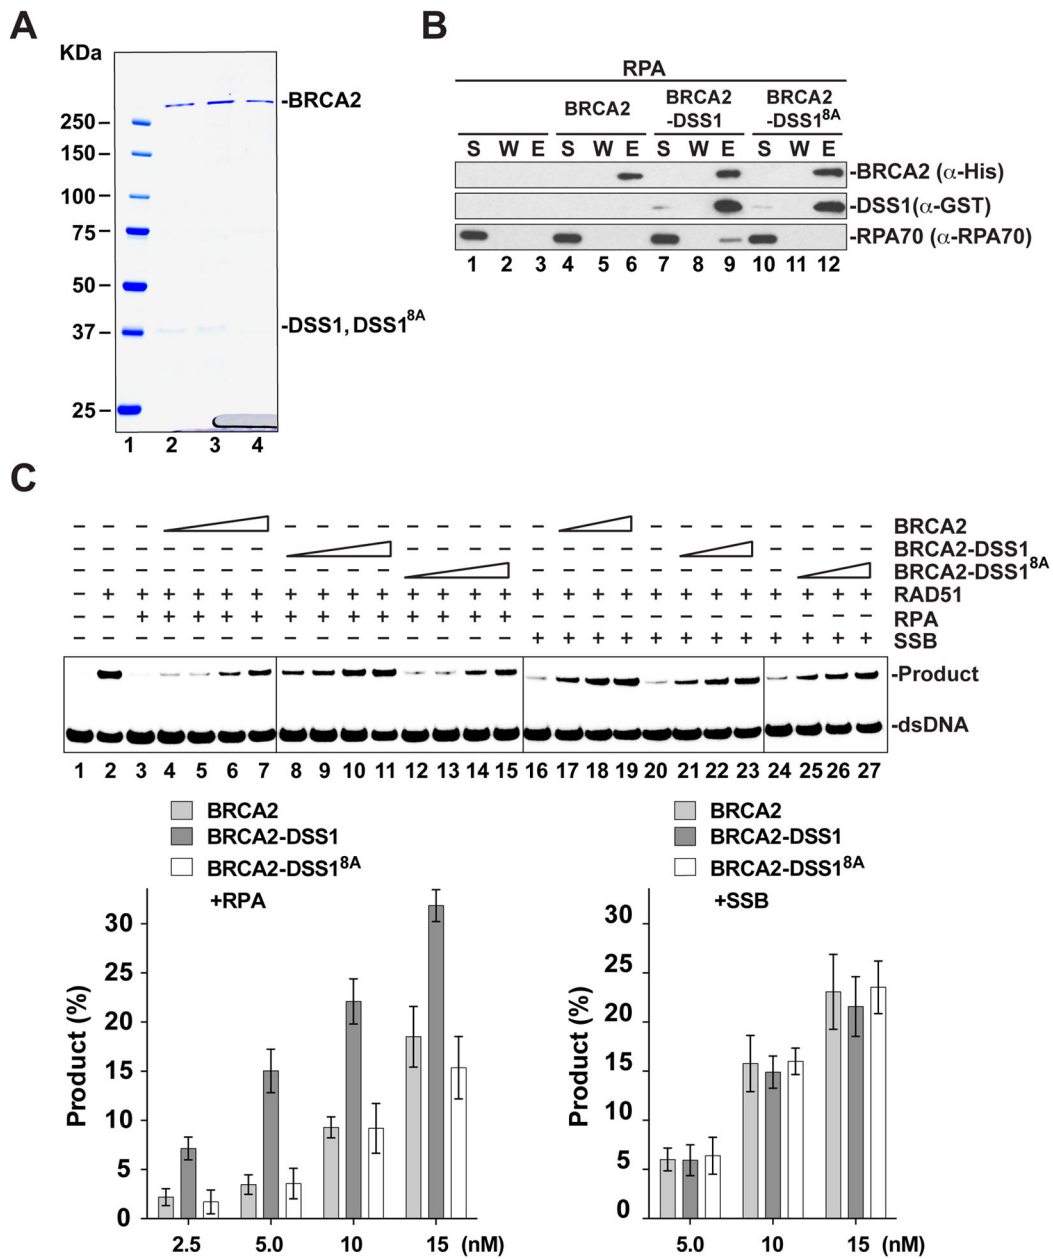 A
KDa
250
150
100
75
50
37
25
-BRCA2
-DSS1, DSS1^8A
1 2 3 4
B
RPA
BRCA2 BRCA2-DSS1 BRCA2-DSS1^8A
S W E S W E S W E S W E
-BRCA2 (α-His)
-DSS1(α-GST)
-RPA70 (α-RPA70)
1 2 3 4 5 6 7 8 9 10 11 12
C
– – – – – – – – – – – – – – – – BRCA2
– – – – – – – – – – – – – – – – BRCA2-DSS1
– – – – – – – – – – – – – – – – BRCA2-DSS1^8A
– + + + + + + + + + + + + + + + + + + + + + + + + + + RAD51
– – + + + + + + + + + + + + + – – – – – – – – – – – – RPA
– – – – – – – – – – – – – – – + + + + + + + + + + + + SSB
-Product
-dsDNA
1 2 3 4 5 6 7 8 9 10 11 12 13 14 15 16 17 18 19 20 21 22 23 24 25 26 27
BRCA2
BRCA2-DSS1
BRCA2-DSS1^8A
+RPA
Product (%)
30
25
20
15
10
5
0
2.5 5.0 10 15 (nM)
BRCA2
BRCA2-DSS1
BRCA2-DSS1^8A
+SSB
Product (%)
30
25
20
15
10
5
0
5.0 10 15 (nM)